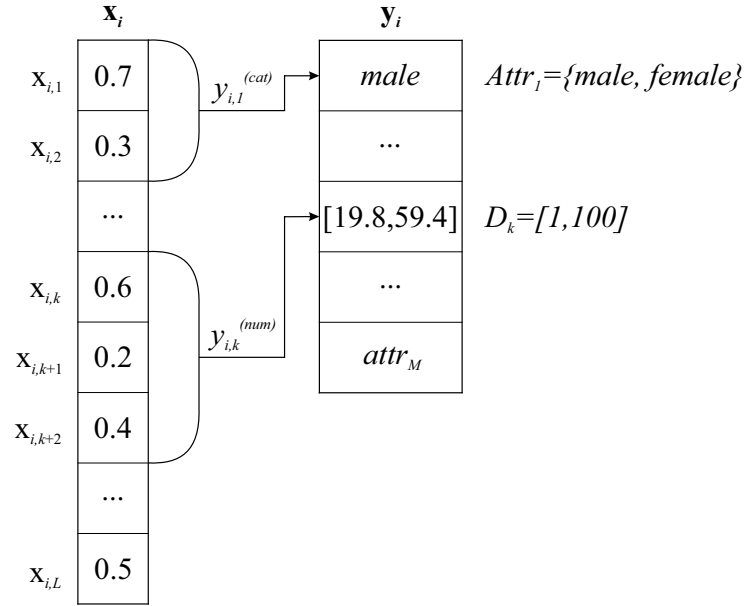 x_i y_i
x_{i,1} 0.7 y_{i,1}^{(cat)} male Attr_1={male, female}
x_{i,2} 0.3 ...
... [19.8,59.4] D_k=[1,100]
x_{i,k} 0.6 ...
x_{i,k+1} 0.2 y_{i,k}^{(num)} attr_M
x_{i,k+2} 0.4
...
x_{i,L} 0.5